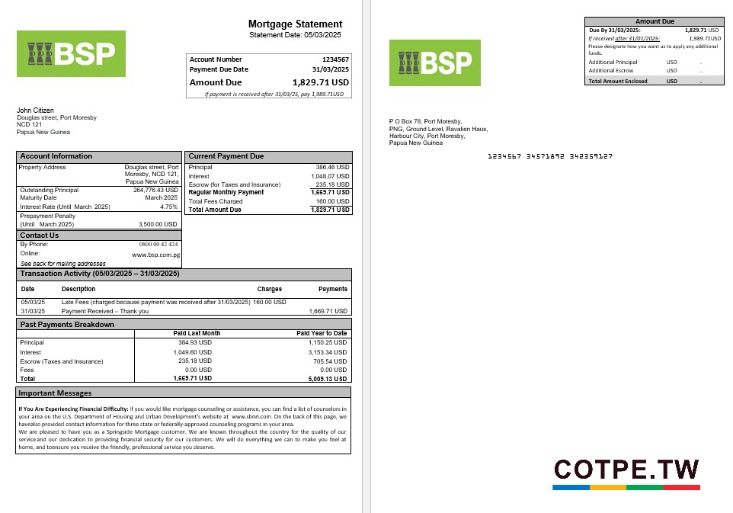 Mortgage Statement
Statement Date: 05/03/2025
BSP
Account Number 1234567
Payment Due Date 31/03/2025
Amount Due 1,829.71 USD
If payment is received after 31/03/25, pay 1,989.71USD
John Citizen
Douglas street, Port Moresby
NCD 121
Papua New Guinea
Account Information
Property Address Douglas street, Port
Moresby, NCD 121,
Papua New Guinea
Outstanding Principal 264,776.43 USD
Maturity Date March 2025
Interest Rate (Until March 2025) 4.75%
Prepayment Penalty
(Until March 2025) 3,500.00 USD
Contact Us
By Phone:
Online: www.bsp.com.pg
See back for mailing addresses
Current Payment Due
Principal 386.46 USD
Interest 1,048.07 USD
Escrow (for Taxes and Insurance) 235.18 USD
Regular Monthly Payment 1,669.71 USD
Total Fees Charged 160.00 USD
Total Amount Due 1,829.71 USD
Transaction Activity (05/03/2025 – 31/03/2025)
Date Description Charges Payments
05/03/25 Late Fees (charged because payment was received after 31/03/2025) 160.00 USD
31/03/25 Payment Received – Thank you 1,669.71 USD
Past Payments Breakdown
Paid Last Month Paid Year to Date
Principal 384.93 USD 1,150.25 USD
Interest 1,049.60 USD 3,153.34 USD
Escrow (Taxes and Insurance) 235.18 USD 705.54 USD
Fees 0.00 USD 0.00 USD
Total 1,669.71 USD 5,009.13 USD
Important Messages
If You Are Experiencing Financial Difficulty: If you would like mortgage counseling or assistance, you can find a list of counselors in
your area on the U.S. Department of Housing and Urban Development's website at On the back of this page, we
havealso provided contact information for three state or federally-approved counseling programs in your area.
We are pleased to have you as a Springside Mortgage customer. We are known throughout the country for the quality of our
serviceand our dedication to providing financial security for our customers. We will do everything we can to make you feel at
home, and toensure you receive the friendly, professional service you deserve.
BSP
Amount Due
Due By 31/03/2025: 1,829.71 USD
If received after 31/01/2025: 1,989.71USD
Please designate how you want us to apply any additional
funds.
Additional Principal USD -
Additional Escrow USD -
Total Amount Enclosed USD -
P O Box 78, Port Moresby,
PNG, Ground Level, Ravalien Haus,
Harbour City, Port Moresby,
Papua New Guinea
1234567 34571892 342359127
COTPE.TW